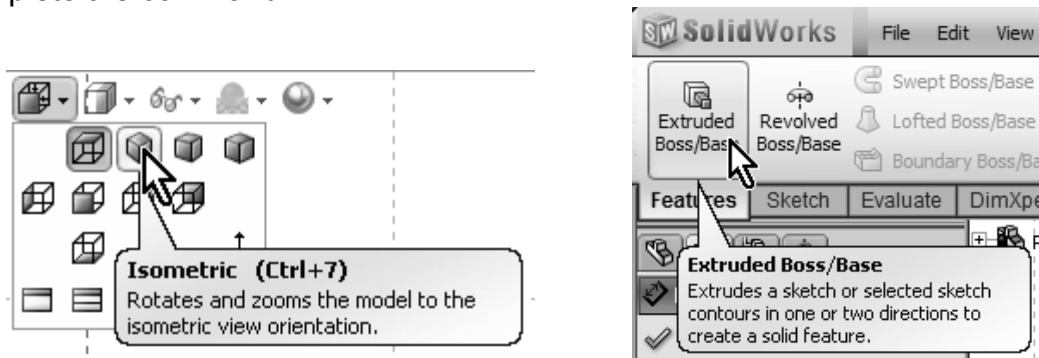 Isometric (Ctrl+7)
Rotates and zooms the model to the
isometric view orientation.
SW SolidWorks File Edit View
Extruded
Boss/Base
Revolved
Boss/Base
Swept Boss/Base
Lofted Boss/Base
Boundary Boss/Ba
Features Sketch Evaluate DimXpe
Extruded Boss/Base
Extrudes a sketch or selected sketch
contours in one or two directions to
create a solid feature.